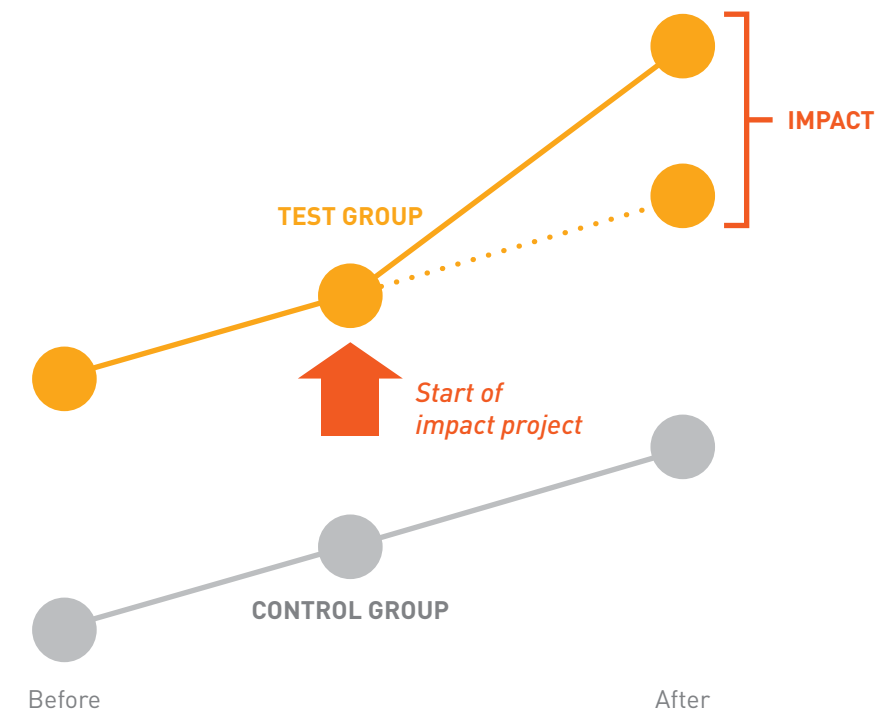 IMPACT
TEST GROUP
Start of
impact project
CONTROL GROUP
Before
After